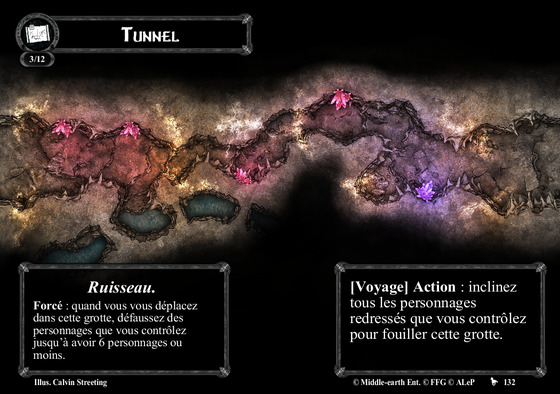 TUNNEL
3/12
Ruisseau.
Forcé : quand vous vous déplacez
dans cette grotte, défaussez des
personnages que vous contrôlez
jusqu'à avoir 6 personnages ou
moins.
[Voyage] Action : inclinez
tous les personnages
redressés que vous contrôlez
pour fouiller cette grotte.
Illus. Calvin Streeting
© Middle-earth Ent. © FFG © ALeP
132